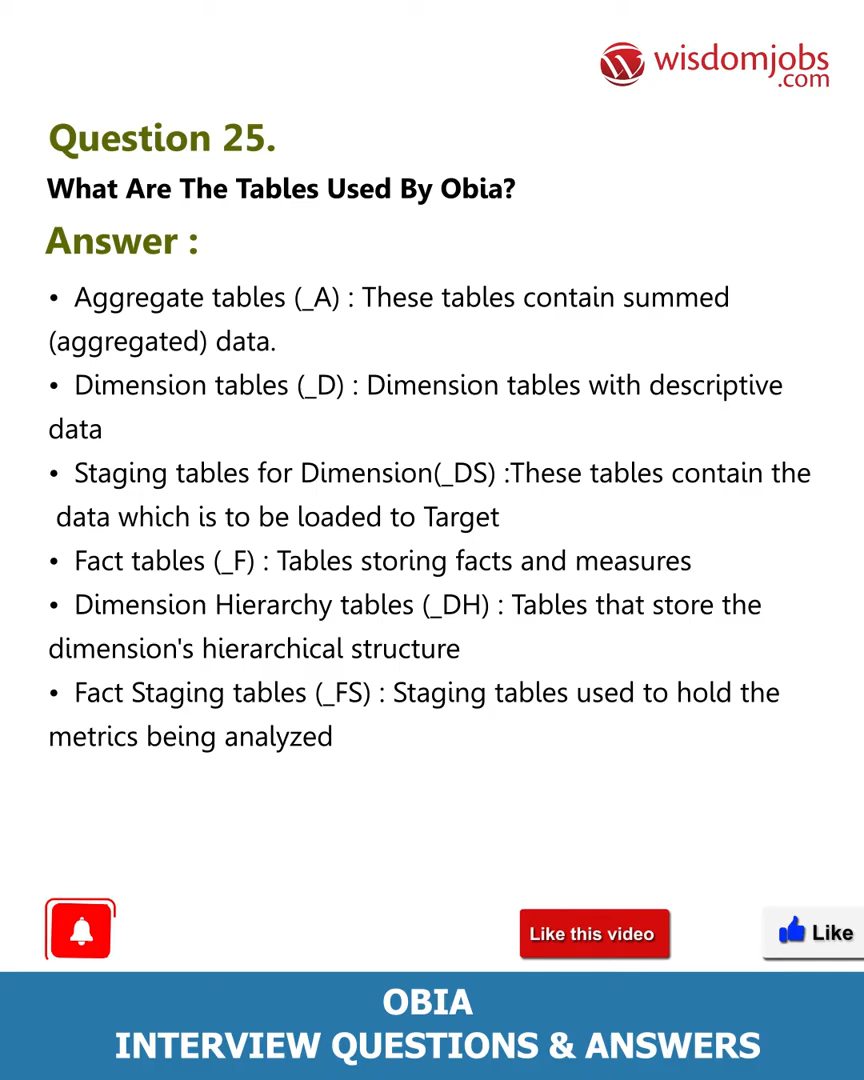 wisdomjobs
.com
Question 25.
What Are The Tables Used By Obia?
Answer :
• Aggregate tables (_A) : These tables contain summed
(aggregated) data.
• Dimension tables (_D) : Dimension tables with descriptive
data
• Staging tables for Dimension(_DS) :These tables contain the
data which is to be loaded to Target
• Fact tables (_F) : Tables storing facts and measures
• Dimension Hierarchy tables (_DH) : Tables that store the
dimension's hierarchical structure
• Fact Staging tables (_FS) : Staging tables used to hold the
metrics being analyzed
Like this video
Like
OBIA
INTERVIEW QUESTIONS & ANSWERS